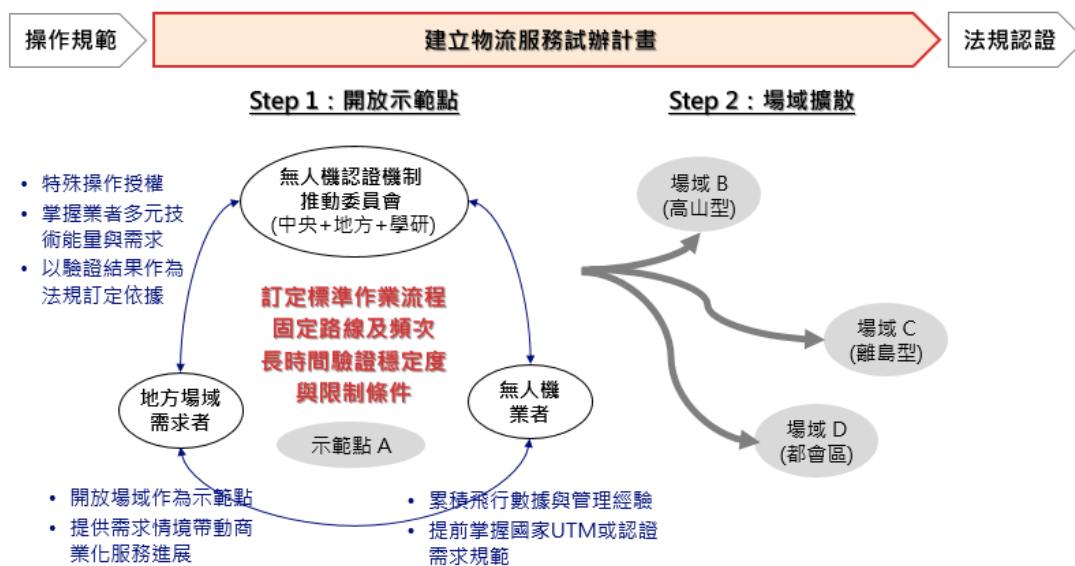 操作規範
建立物流服務試辦計畫
法規認證
Step 1：開放示範點
Step 2：場域擴散
無人機認證機制
推動委員會
(中央+地方+學研)
• 特殊操作授權
• 掌握業者多元技
術能量與需求
• 以驗證結果作為
法規訂定依據
訂定標準作業流程
固定路線及頻次
長時間驗證穩定度
與限制條件
地方場域
需求者
無人機
業者
示範點 A
• 開放場域作為示範點
• 提供需求情境帶動商
業化服務進展
• 累積飛行數據與管理經驗
• 提前掌握國家UTM或認證
需求規範
場域 B
(高山型)
場域 C
(離島型)
場域 D
(都會區)